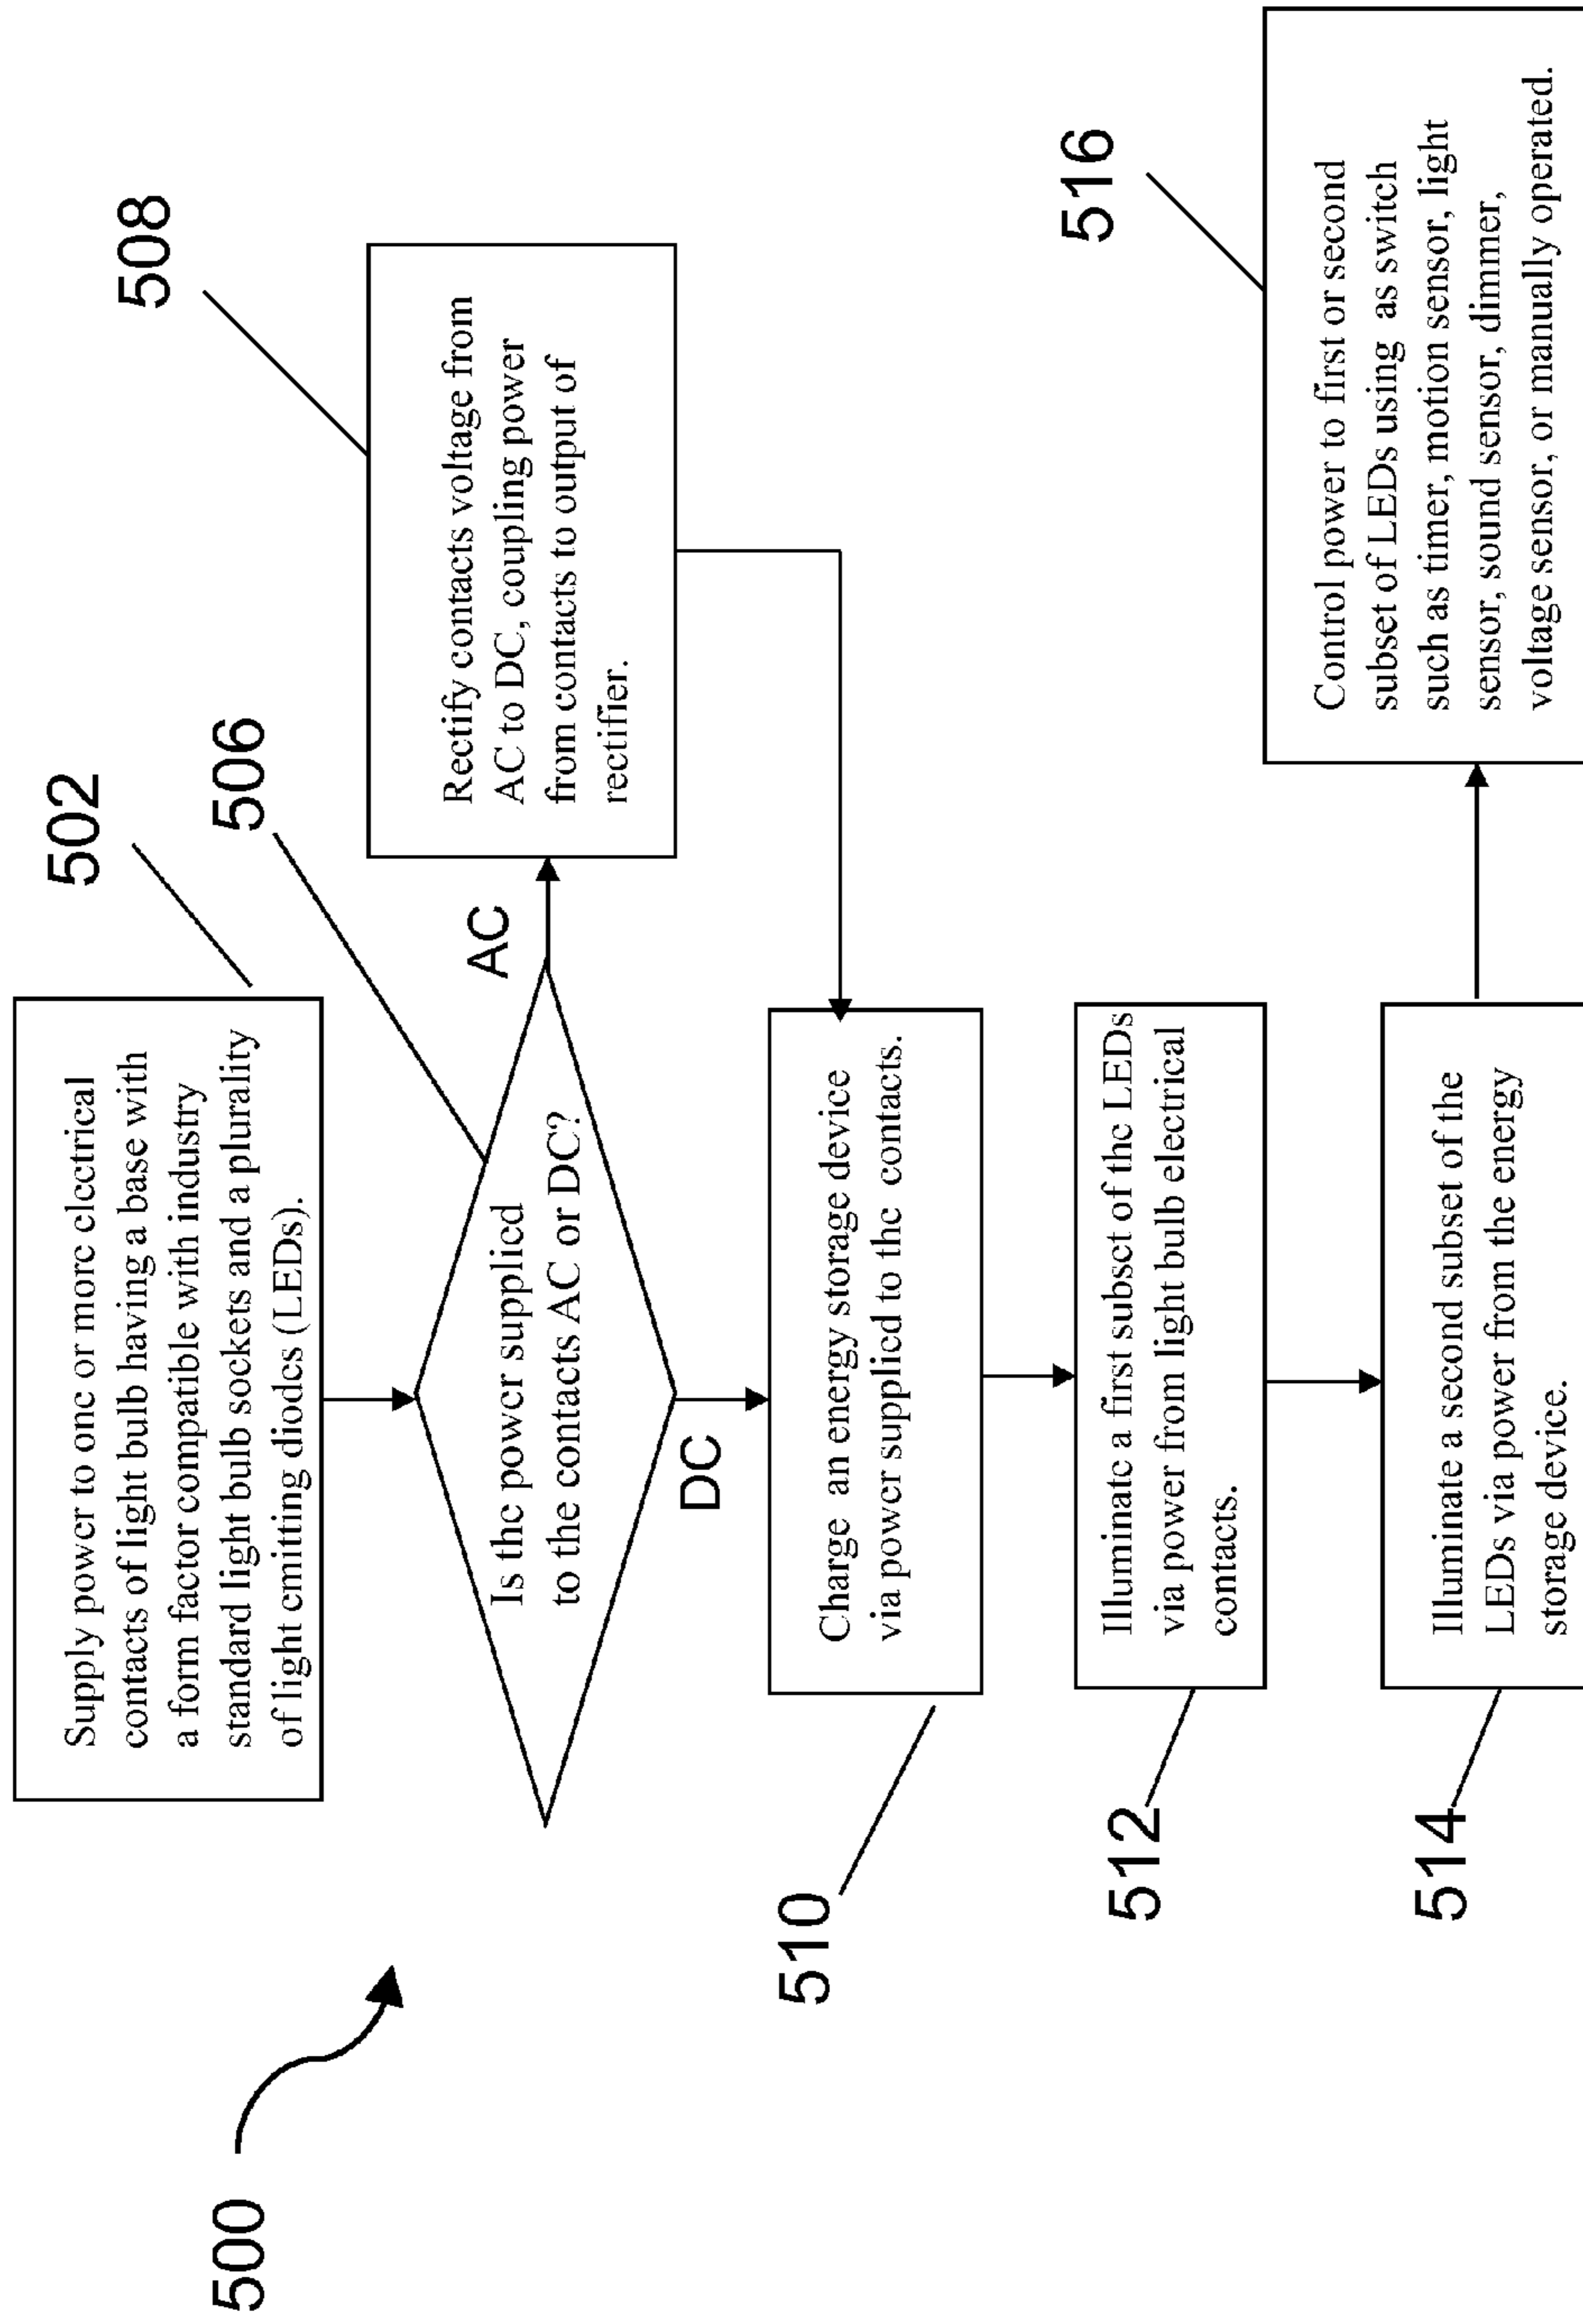 500
502
Supply power to one or more electrical
contacts of light bulb having a base with
a form factor compatible with industry
standard light bulb sockets and a plurality
of light emitting diodes (LEDs).
506
Is the power supplied
to the contacts AC or DC?
AC
DC
508
Rectify contacts voltage from
AC to DC, coupling power
from contacts to output of
rectifier.
510
Charge an energy storage device
via power supplied to the contacts.
512
Illuminate a first subset of the LEDs
via power from light bulb electrical
contacts.
514
Illuminate a second subset of the
LEDs via power from the energy
storage device.
516
Control power to first or second
subset of LEDs using as switch
such as timer, motion sensor, light
sensor, sound sensor, dimmer,
voltage sensor, or manually operated.